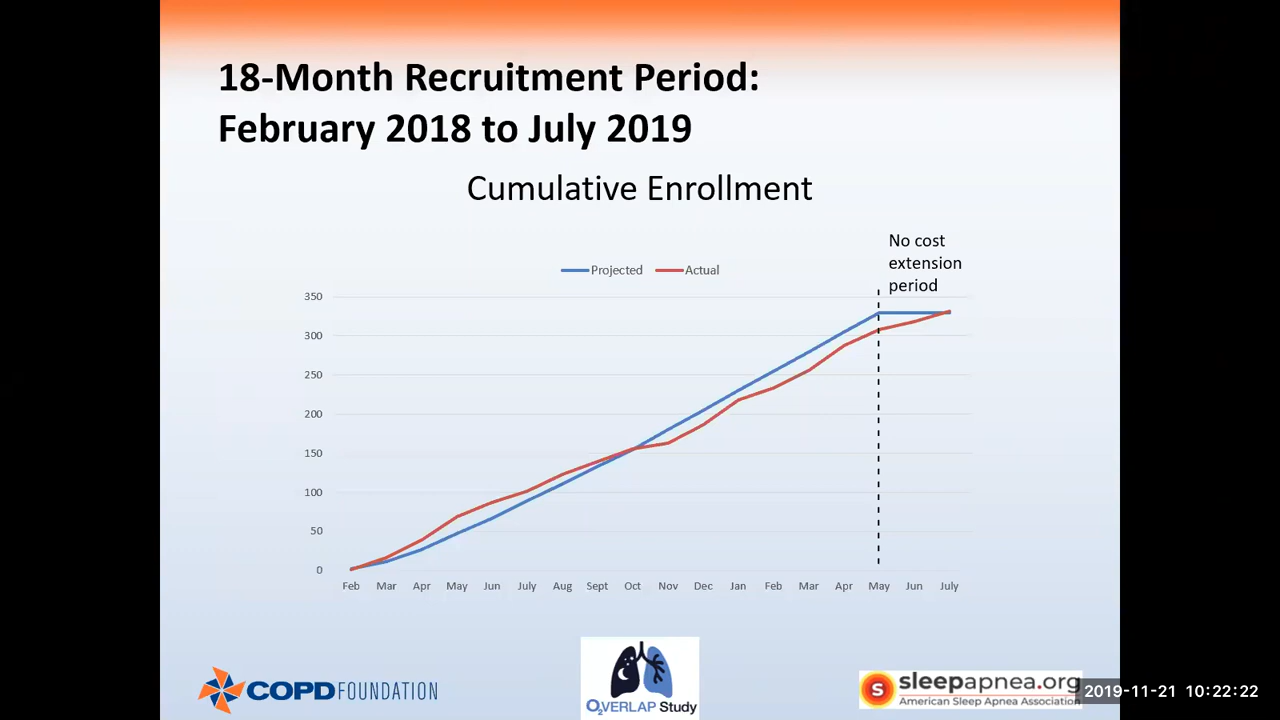 18-Month Recruitment Period:
February 2018 to July 2019
Cumulative Enrollment
No cost
extension
period
Projected
Actual
350
300
250
200
150
100
50
0
Feb Mar Apr May Jun July Aug Sept Oct Nov Dec Jan Feb Mar Apr May Jun July
COPDFOUNDATION
O2VERLAP Study
S
sleepapnea.org
American Sleep Apnea Association
2019-11-21 10:22:22